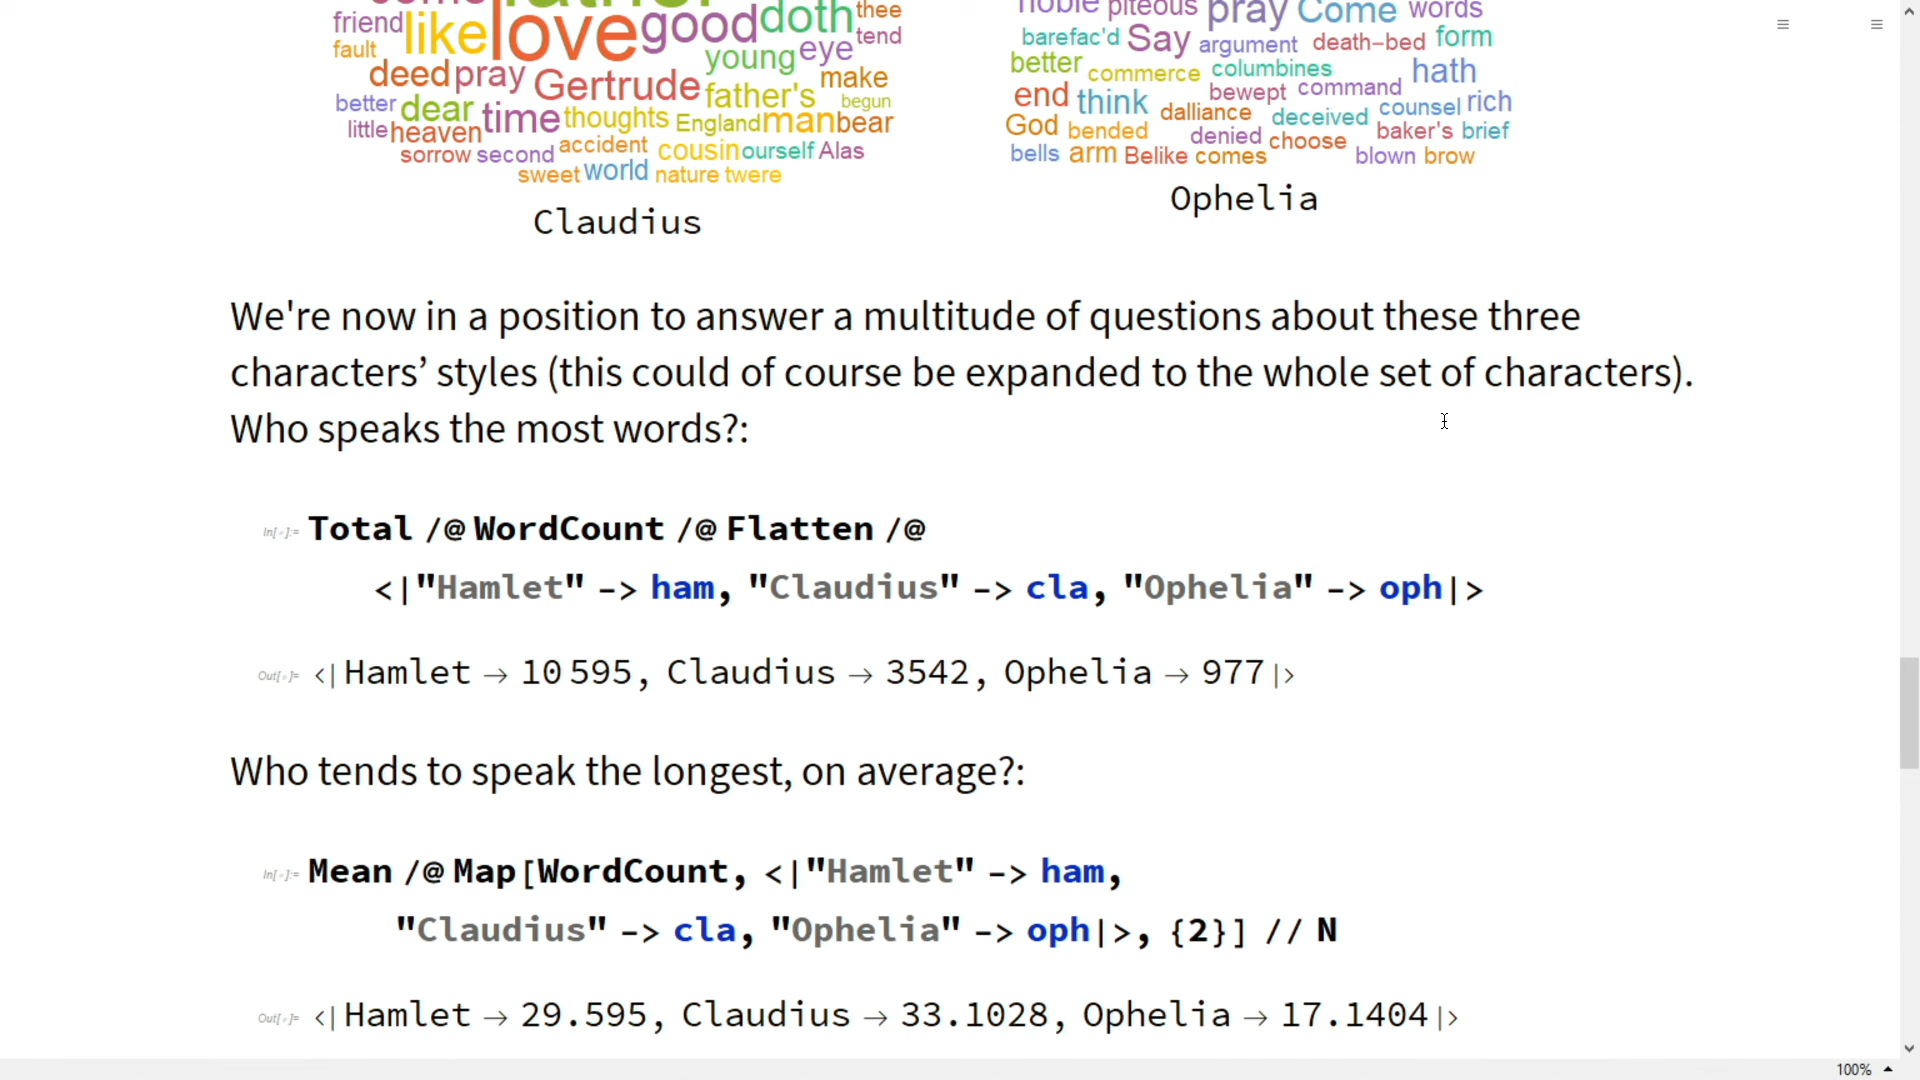 friend like love good doth thee
fault young eye tend
deed pray Gertrude father's make
better dear time thoughts England man bear begun
little heaven accident cousin ourself Alas
sorrow second sweet world nature twere
Claudius
noble piteous pray Come words
barefac'd Say argument death-bed form
better commerce columbines hath
end think bewept command counsel rich
God bended dalliance deceived baker's brief
bells arm Belike denied comes choose blown brow
Ophelia
We're now in a position to answer a multitude of questions about these three
characters’ styles (this could of course be expanded to the whole set of characters).
Who speaks the most words?:
In[ ]:= Total /@ WordCount /@ Flatten /@
<|"Hamlet" -> ham, "Claudius" -> cla, "Ophelia" -> oph|>
Out[ ]= <|Hamlet → 10 595, Claudius → 3542, Ophelia → 977|>
Who tends to speak the longest, on average?:
In[ ]:= Mean /@ Map[WordCount, <|"Hamlet" -> ham,
"Claudius" -> cla, "Ophelia" -> oph|>, {2}] // N
Out[ ]= <|Hamlet → 29.595, Claudius → 33.1028, Ophelia → 17.1404|>
100%